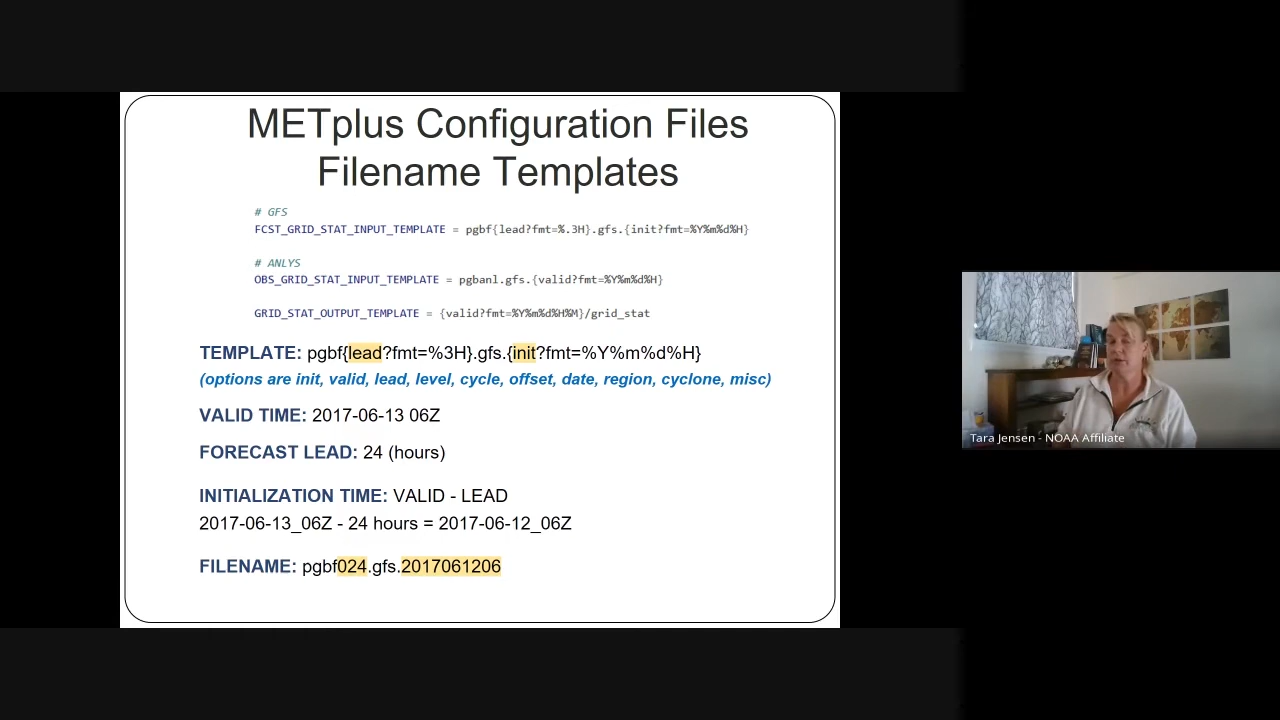 METplus Configuration Files
Filename Templates
# GFS
FCST_GRID_STAT_INPUT_TEMPLATE = pgbf{lead?fmt=%.3H}.gfs.{init?fmt=%Y%m%d%H}
# ANLYS
OBS_GRID_STAT_INPUT_TEMPLATE = pgbanl.gfs.{valid?fmt=%Y%m%d%H}
GRID_STAT_OUTPUT_TEMPLATE = {valid?fmt=%Y%m%d%H%M}/grid_stat
TEMPLATE: pgbf{lead?fmt=%3H}.gfs.{init?fmt=%Y%m%d%H}
(options are init, valid, lead, level, cycle, offset, date, region, cyclone, misc)
VALID TIME: 2017-06-13 06Z
FORECAST LEAD: 24 (hours)
INITIALIZATION TIME: VALID - LEAD
2017-06-13_06Z - 24 hours = 2017-06-12_06Z
FILENAME: pgbf024.gfs.2017061206
Tara Jensen - NOAA Affiliate